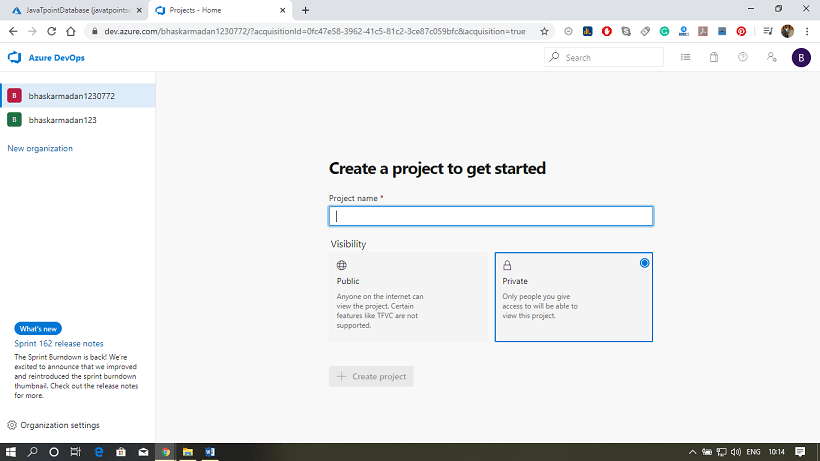 JavaTpointDatabase (javatpoints
Projects - Home
dev.azure.com/bhaskarmadan1230772/?acquisitionId=0fc47e58-3962-41c5-81c2-3ce87c059bfc&acquisition=true
Azure DevOps
Search
B
B bhaskarmadan1230772
B bhaskarmadan123
New organization
Create a project to get started
Project name *
Visibility
Public
Anyone on the internet can
view the project. Certain
features like TFVC are not
supported.
Private
Only people you give
access to will be able to
view this project.
Create project
What's new
Sprint 162 release notes
The Sprint Burndown is back! We're
excited to announce that we improved
and reintroduced the sprint burndown
thumbnail. Check out the release notes
for more.
Organization settings
ENG 10:14